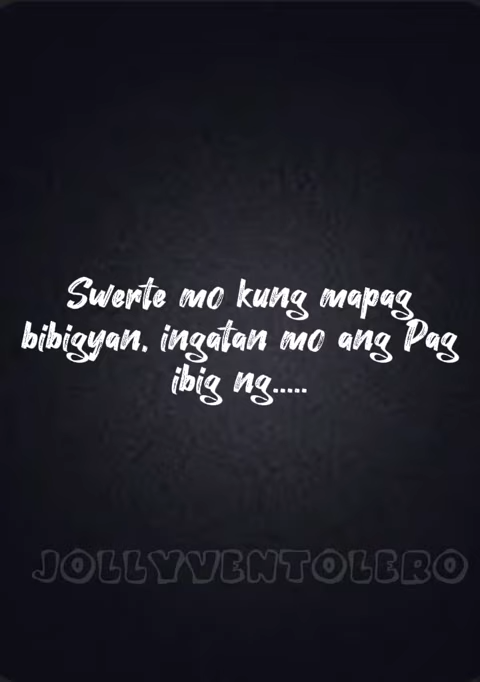 Swerte mo kung mapag
bibigyan, ingatan mo ang Pag
ibig ng.....
JOLLYVENTOLERO